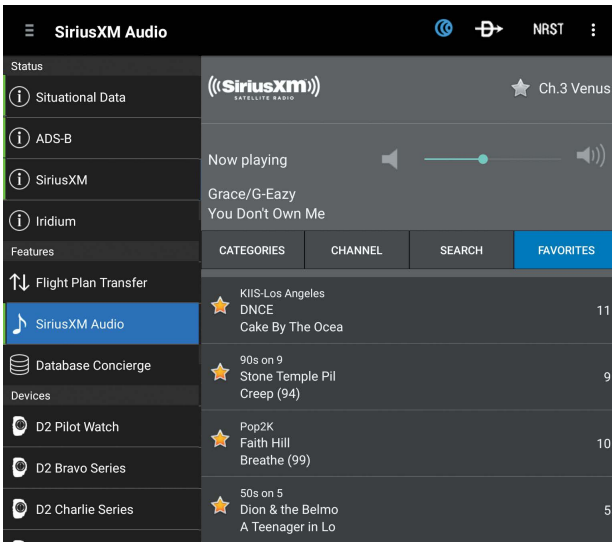 SiriusXM Audio
NRST
Status
Situational Data
ADS-B
SiriusXM
Iridium
Features
Flight Plan Transfer
SiriusXM Audio
Database Concierge
Devices
D2 Pilot Watch
D2 Bravo Series
D2 Charlie Series
((SiriusXM))
SATELLITE RADIO
Ch.3 Venus
Now playing
Grace/G-Eazy
You Don't Own Me
CATEGORIES CHANNEL SEARCH FAVORITES
KIIS-Los Angeles
DNCE 11
Cake By The Ocea
90s on 9
Stone Temple Pil 9
Creep (94)
Pop2K
Faith Hill 10
Breathe (99)
50s on 5
Dion & the Belmo 5
A Teenager in Lo